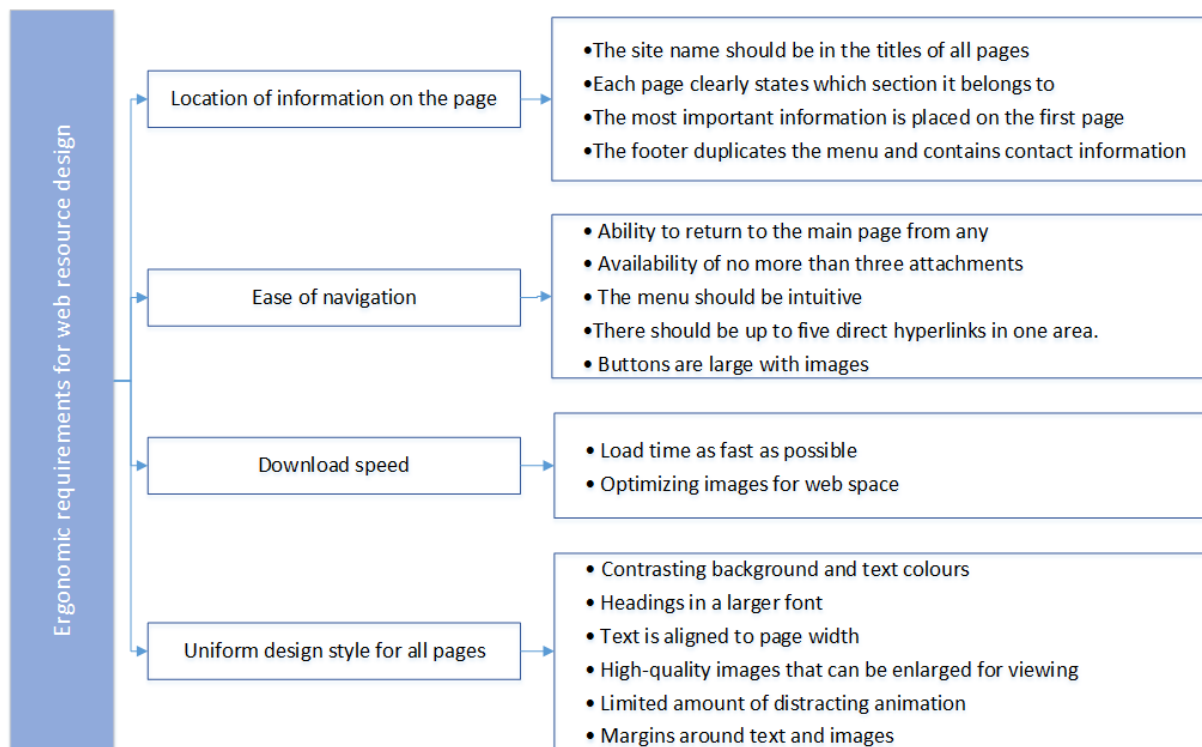 Ergonomic requirements for web resource design
Location of information on the page
•The site name should be in the titles of all pages
•Each page clearly states which section it belongs to
•The most important information is placed on the first page
•The footer duplicates the menu and contains contact information
Ease of navigation
• Ability to return to the main page from any
• Availability of no more than three attachments
• The menu should be intuitive
•There should be up to five direct hyperlinks in one area.
• Buttons are large with images
Download speed
• Load time as fast as possible
• Optimizing images for web space
Uniform design style for all pages
• Contrasting background and text colours
• Headings in a larger font
• Text is aligned to page width
• High-quality images that can be enlarged for viewing
• Limited amount of distracting animation
• Margins around text and images